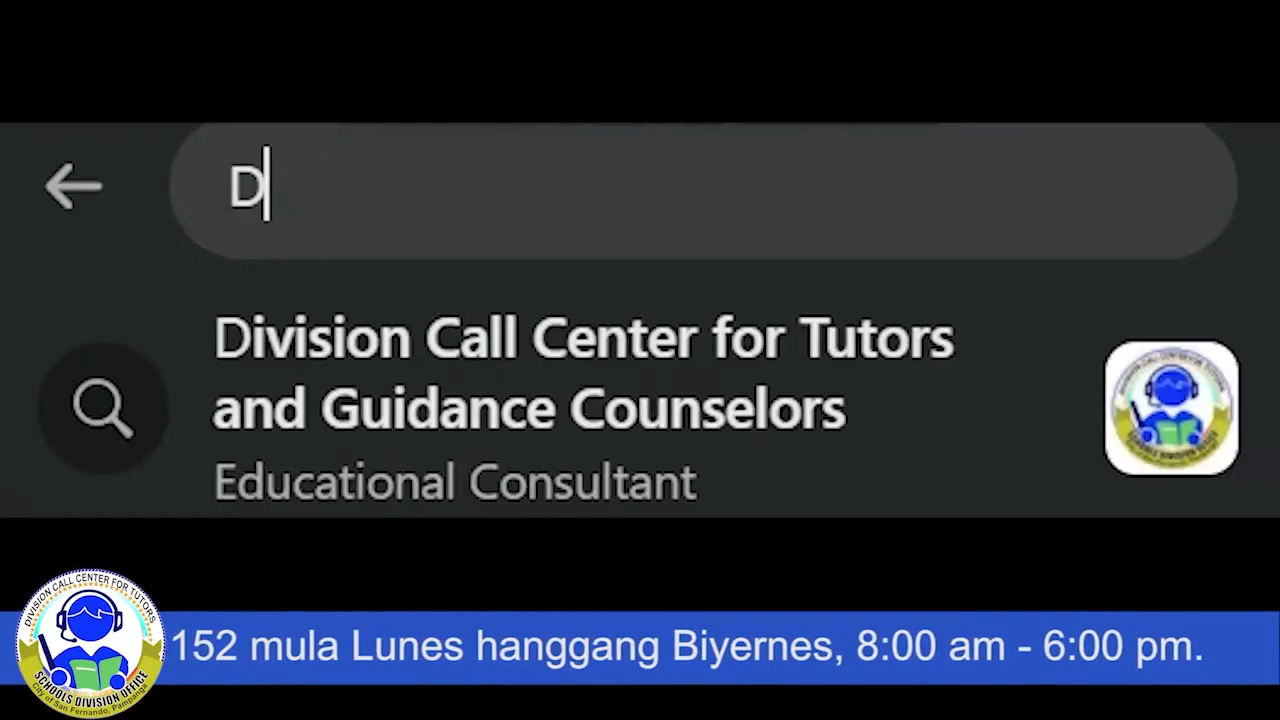 D
Division Call Center for Tutors
and Guidance Counselors
Educational Consultant
DIVISION CALL CENTER FOR TUTORS
SCHOOLS DIVISION OFFICE
City of San Fernando, Pampanga
152 mula Lunes hanggang Biyernes, 8:00 am - 6:00 pm.